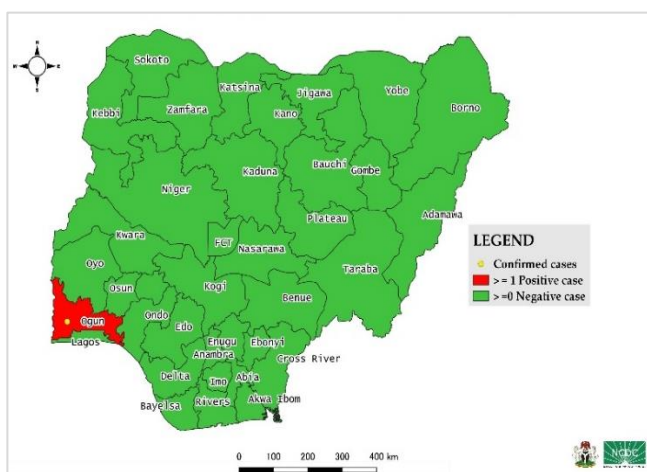 Sokoto
Katsina
Jigawa
Yobe
Kebbi
Zamfara
Kano
Borno
Kaduna
Bauchi
Gombe
Niger
Plateau
Adamawa
Kwara
FCT
Nasarawa
Taraba
Oyo
Osun
Kogi
Benue
Ogun
Ondo
Edo
Lagos
Enugu
Ebonyi
Anambra
Cross River
Delta
Imo
Abia
Bayelsa
Rivers
Akwa Ibom
LEGEND
Confirmed cases
>= 1 Positive case
>=0 Negative case
0 100 200 300 400 km
NCDC